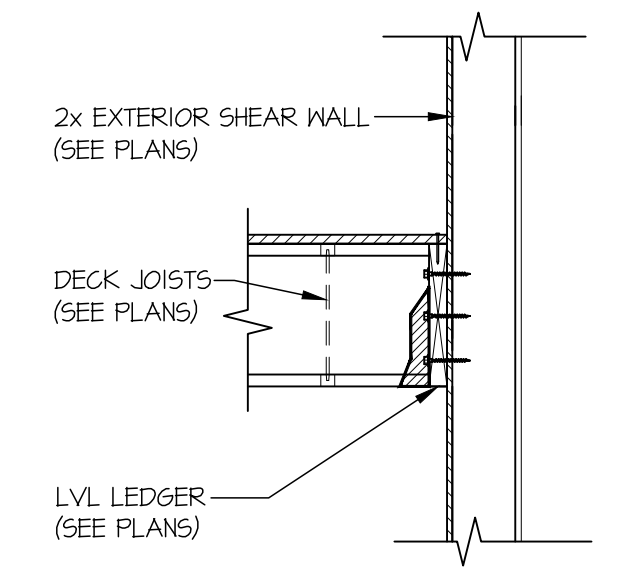 2x EXTERIOR SHEAR WALL
(SEE PLANS)
DECK JOISTS
(SEE PLANS)
LVL LEDGER
(SEE PLANS)